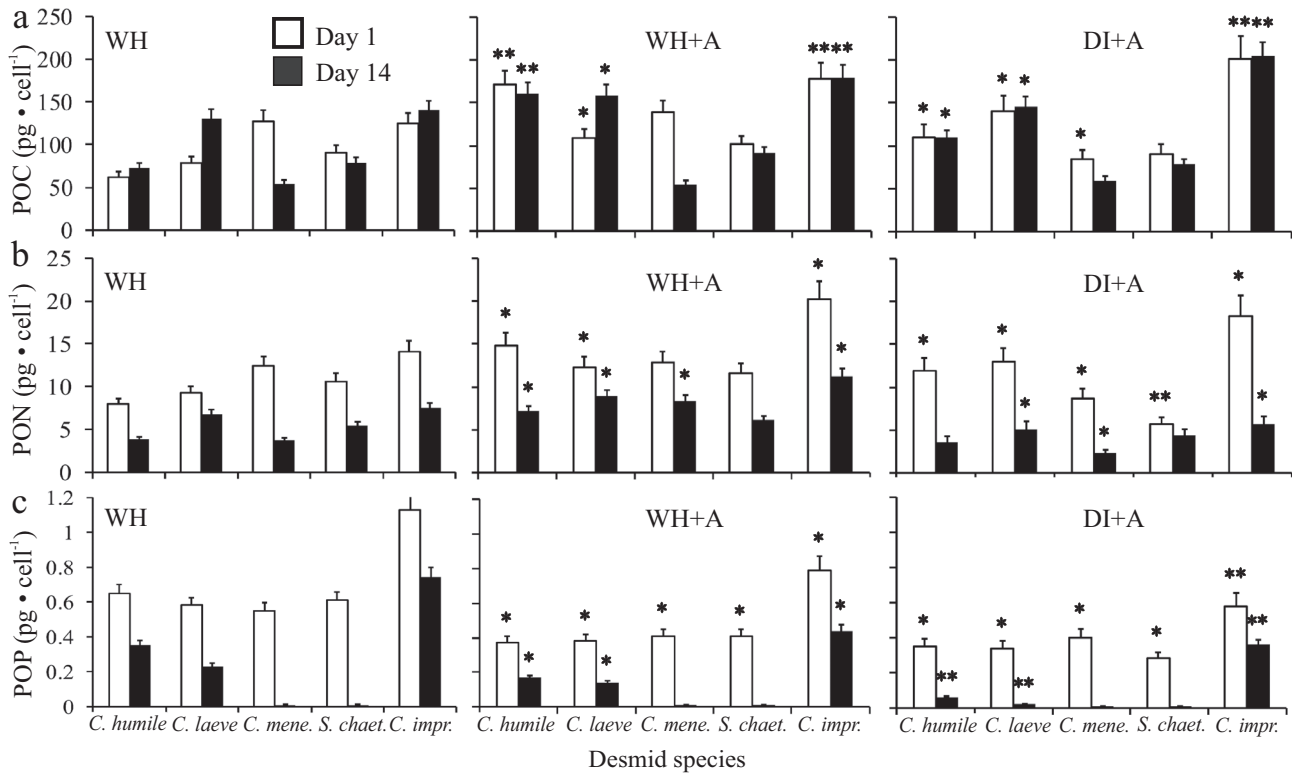 a
WH
Day 1
Day 14
WH+A
DI+A
POC (pg • cell⁻¹)
250
200
150
100
50
0
** ** * * ****
* * * * * ****
b
WH
WH+A
DI+A
PON (pg • cell⁻¹)
25
20
15
10
5
0
* * * * * * *
* * * * * ** * *
c
WH
WH+A
DI+A
POP (pg • cell⁻¹)
1.2
1
0.8
0.6
0.4
0.2
0
* * * * * * * *
* ** * ** * * ** **
C. humile C. laeve C. mene. S. chaet. C. impr.
C. humile C. laeve C. mene. S. chaet. C. impr.
C. humile C. laeve C. mene. S. chaet. C. impr.
Desmid species